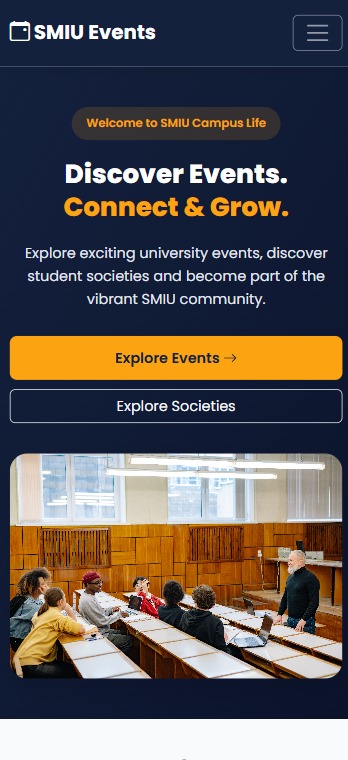 SMIU Events
Welcome to SMIU Campus Life
Discover Events.
Connect & Grow.
Explore exciting university events, discover
student societies and become part of the
vibrant SMIU community.
Explore Events →
Explore Societies